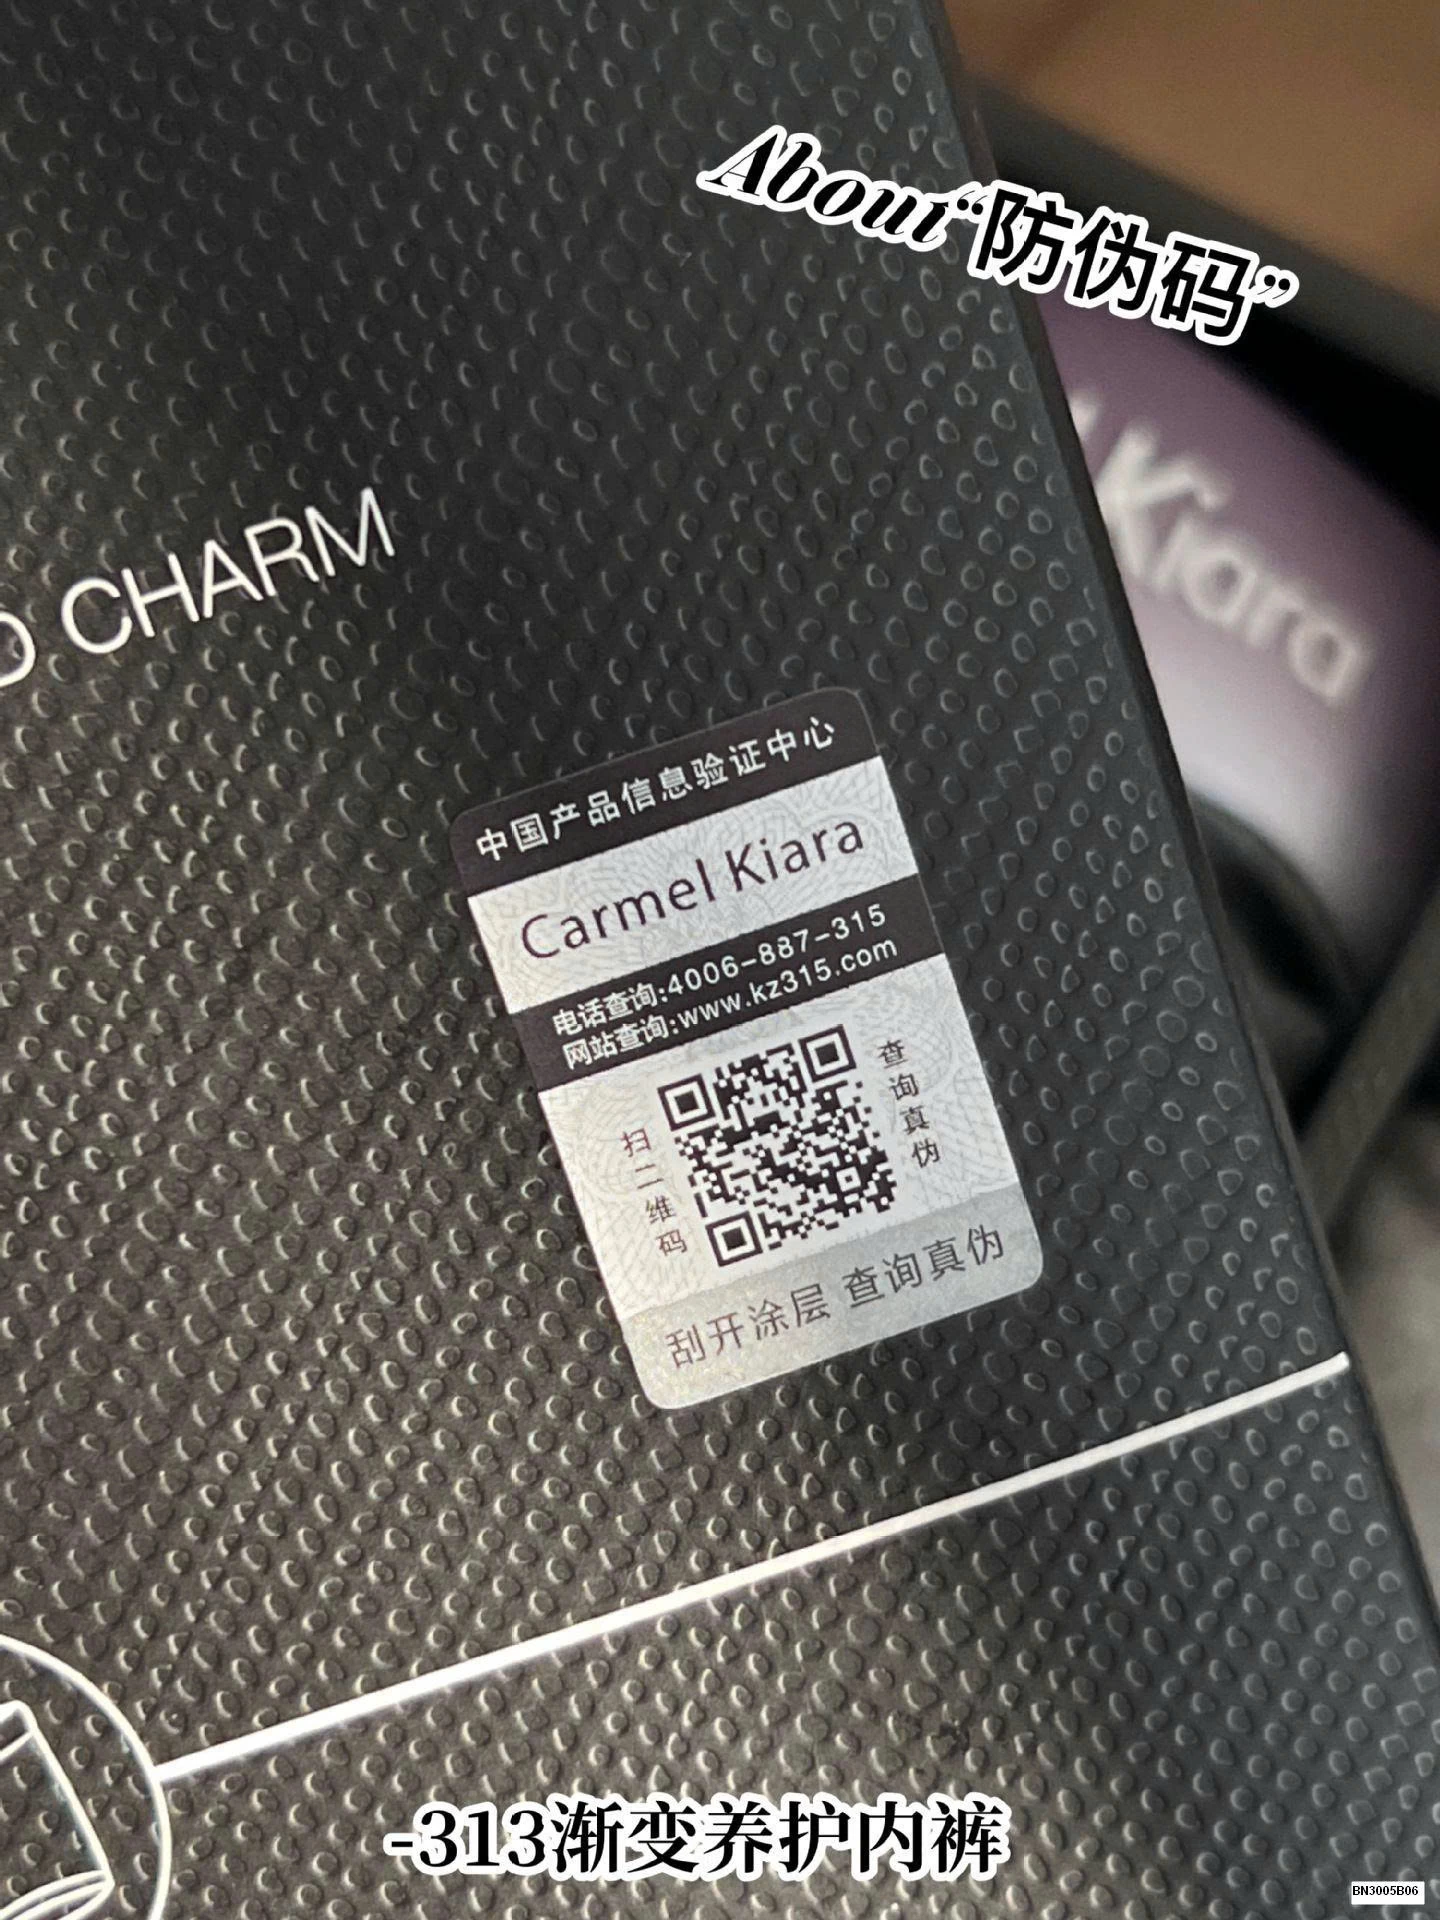 About“防伪码”
Kiara
CHARM
中国产品信息验证中心
Carmel Kiara
电话查询:4006-887-315
网站查询:www.kz315.com
扫二维码
查询真伪
刮开涂层 查询真伪
-313渐变养护内裤
BN3005B06